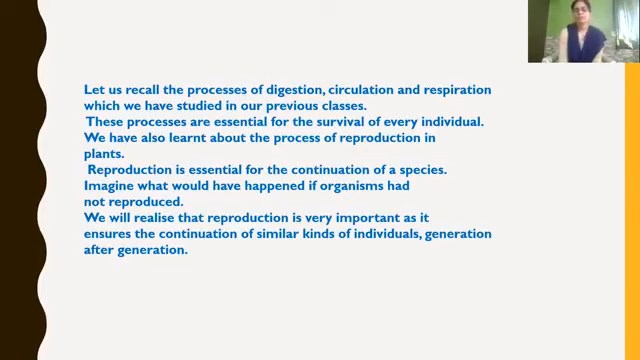 Let us recall the processes of digestion, circulation and respiration
which we have studied in our previous classes.
These processes are essential for the survival of every individual.
We have also learnt about the process of reproduction in
plants.
Reproduction is essential for the continuation of a species.
Imagine what would have happened if organisms had
not reproduced.
We will realise that reproduction is very important as it
ensures the continuation of similar kinds of individuals, generation
after generation.